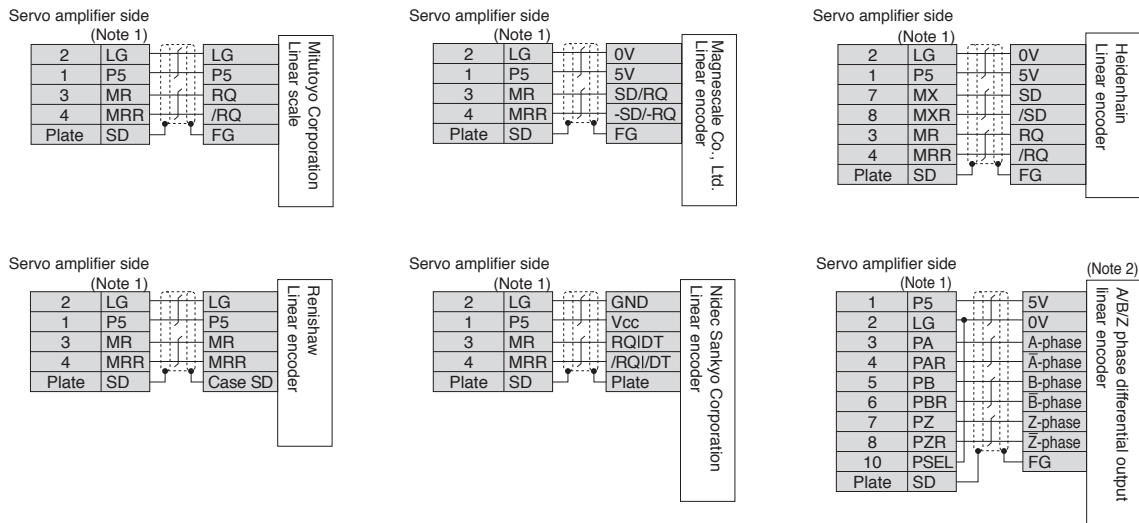 Servo amplifier side
(Note 1)
2 LG LG
1 P5 P5
3 MR RQ
4 MRR /RQ
Plate SD FG
Mitutoyo Corporation
Linear scale
Servo amplifier side
(Note 1)
2 LG 0V
1 P5 5V
3 MR SD/RQ
4 MRR -SD/-RQ
Plate SD FG
Magnescale Co., Ltd.
Linear encoder
Servo amplifier side
(Note 1)
2 LG 0V
1 P5 5V
7 MX SD
8 MXR /SD
3 MR RQ
4 MRR /RQ
Plate SD FG
Heidenhain
Linear encoder
Servo amplifier side
(Note 1)
2 LG LG
1 P5 P5
3 MR MR
4 MRR MRR
Plate SD Case SD
Renishaw
Linear encoder
Servo amplifier side
(Note 1)
2 LG GND
1 P5 Vcc
3 MR RQIDT
4 MRR /RQI/DT
Plate SD Plate
Nidec Sankyo Corporation
Linear encoder
Servo amplifier side
(Note 1)
(Note 2)
1 P5 5V
2 LG 0V
3 PA A-phase
4 PAR A̅-phase
5 PB B-phase
6 PBR B̅-phase
7 PZ Z-phase
8 PZR Z̅-phase
10 PSEL FG
Plate SD
A/B/Z phase differential output
linear encoder